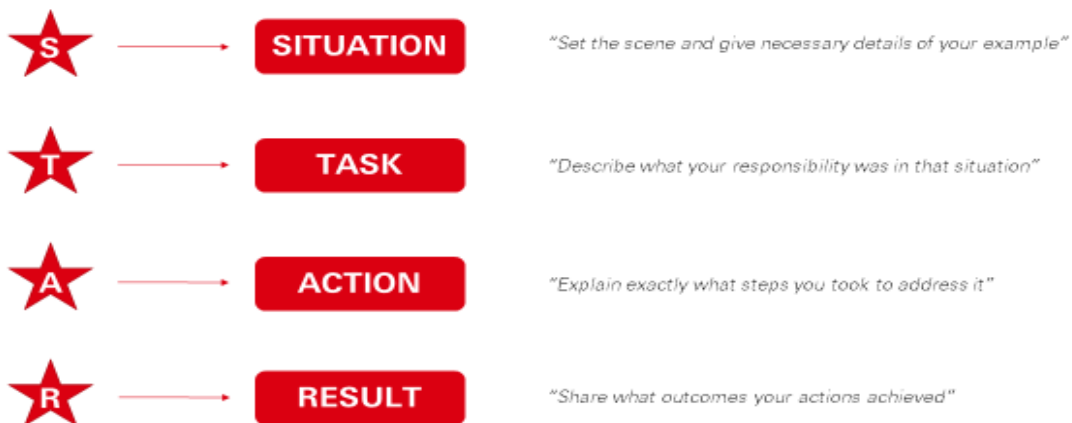 S SITUATION "Set the scene and give necessary details of your example"
T TASK "Describe what your responsibility was in that situation"
A ACTION "Explain exactly what steps you took to address it"
R RESULT "Share what outcomes your actions achieved"